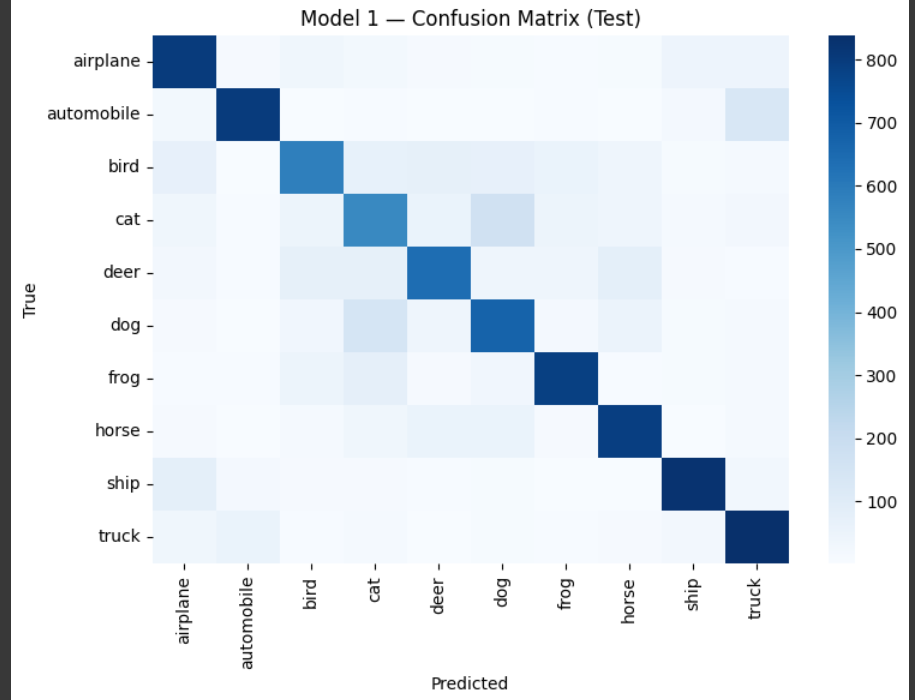 Model 1 — Confusion Matrix (Test)
True
airplane
automobile
bird
cat
deer
dog
frog
horse
ship
truck
airplane
automobile
bird
cat
deer
dog
frog
horse
ship
truck
Predicted
800
700
600
500
400
300
200
100